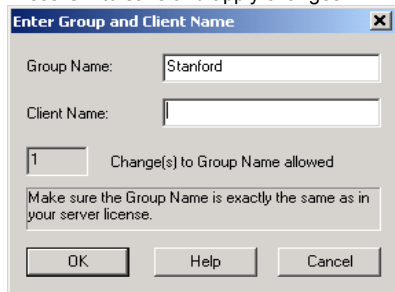 Enter Group and Client Name
Group Name: Stanford
Client Name:
1 Change(s) to Group Name allowed
Make sure the Group Name is exactly the same as in
your server license.
OK Help Cancel